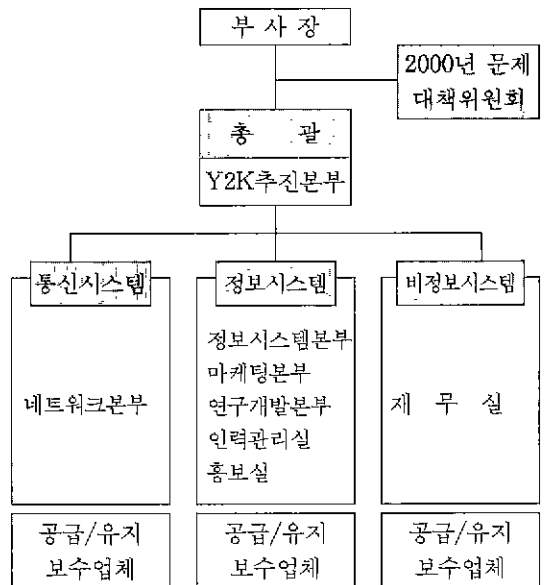 부 사 장
2000년 문제
대책위원회
총 괄
Y2K추진본부
통신시스템
정보시스템
비정보시스템
네트워크본부
정보시스템본부
마케팅본부
연구개발본부
인력관리실
홍보실
재 무 실
공급/유지
보수업체
공급/유지
보수업체
공급/유지
보수업체